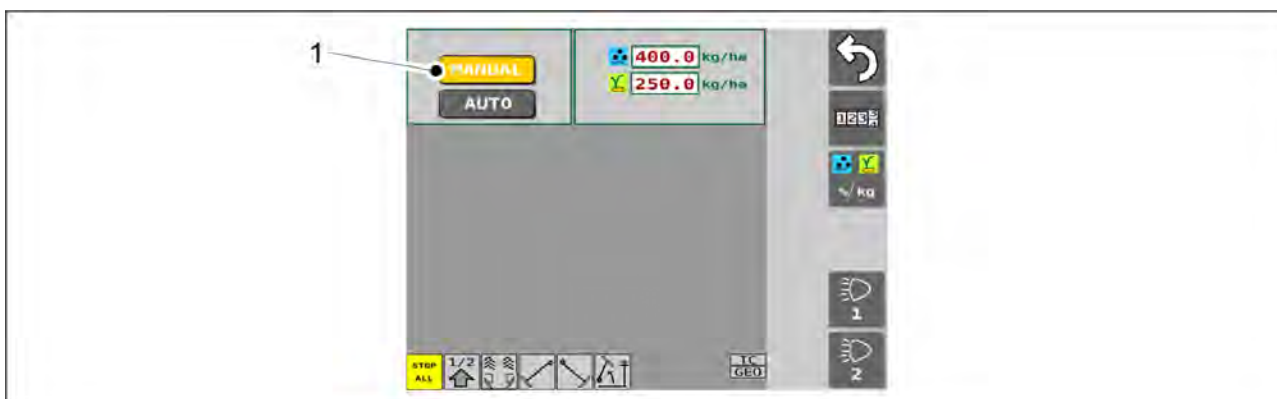 1
MANUAL
AUTO
400.0 kg/ha
250.0 kg/ha
123
%/kg
1
2
STOP
ALL
1/2
TC
GEO